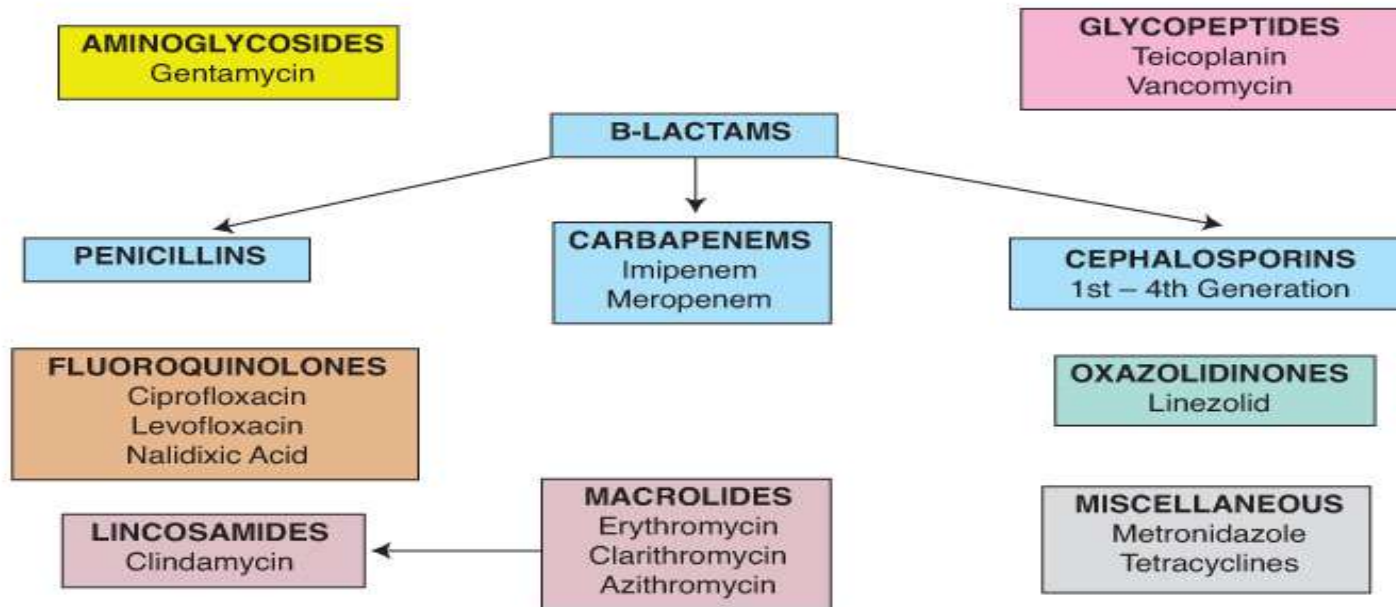 AMINOGLYCOSIDES
Gentamycin
GLYCOPEPTIDES
Teicoplanin
Vancomycin
B-LACTAMS
PENICILLINS
CARBAPENEMS
Imipenem
Meropenem
CEPHALOSPORINS
1st – 4th Generation
FLUOROQUINOLONES
Ciprofloxacin
Levofloxacin
Nalidixic Acid
OXAZOLIDINONES
Linezolid
LINCOSAMIDES
Clindamycin
MACROLIDES
Erythromycin
Clarithromycin
Azithromycin
MISCELLANEOUS
Metronidazole
Tetracyclines